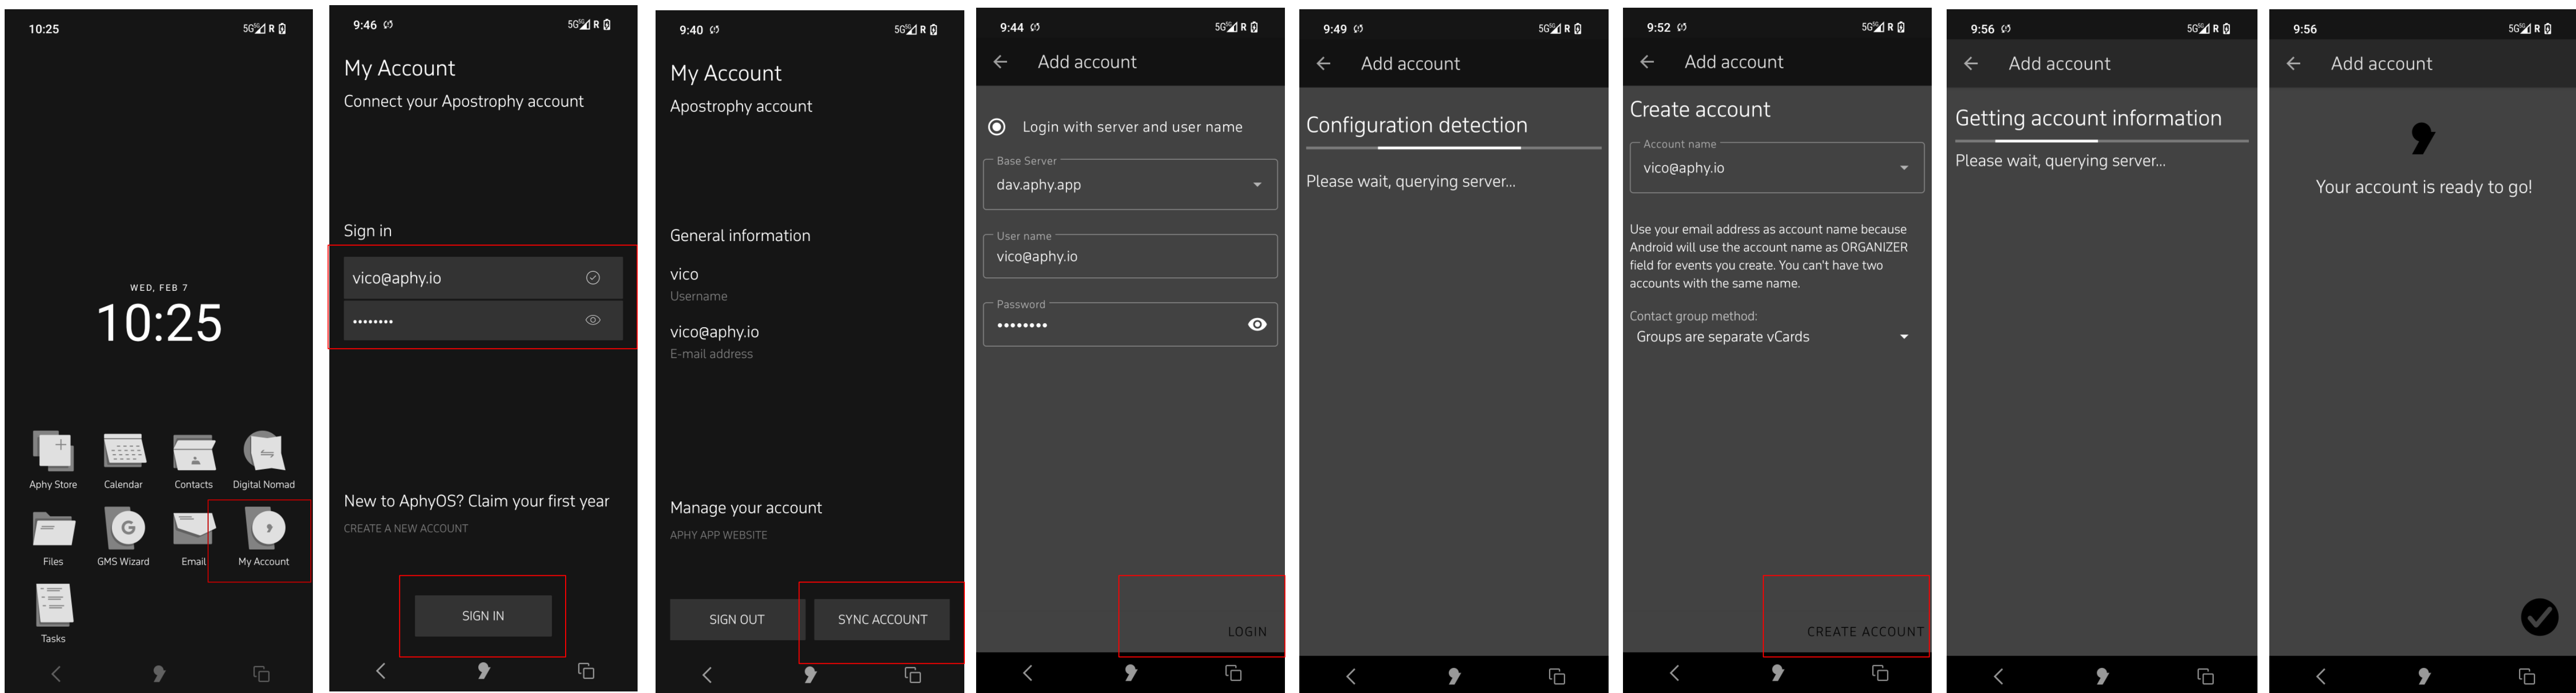 10:25
5G 5G R
WED, FEB 7
10:25
Aphy Store
Calendar
Contacts
Digital Nomad
Files
GMS Wizard
Email
My Account
Tasks
9:46
5G 5G R
My Account
Connect your Apostrophy account
Sign in
vico@aphy.io
••••••••
New to AphyOS? Claim your first year
CREATE A NEW ACCOUNT
SIGN IN
9:40
5G 5G R
My Account
Apostrophy account
General information
vico
Username
vico@aphy.io
E-mail address
Manage your account
APHY APP WEBSITE
SIGN OUT
SYNC ACCOUNT
9:44
5G 5G R
Add account
Login with server and user name
Base Server
dav.aphy.app
User name
vico@aphy.io
Password
••••••••
LOGIN
9:49
5G 5G R
Add account
Configuration detection
Please wait, querying server...
9:52
5G 5G R
Add account
Create account
Account name
vico@aphy.io
Use your email address as account name because
Android will use the account name as ORGANIZER
field for events you create. You can't have two
accounts with the same name.
Contact group method:
Groups are separate vCards
CREATE ACCOUNT
9:56
5G 5G R
Add account
Getting account information
Please wait, querying server...
9:56
5G 5G R
Add account
Your account is ready to go!